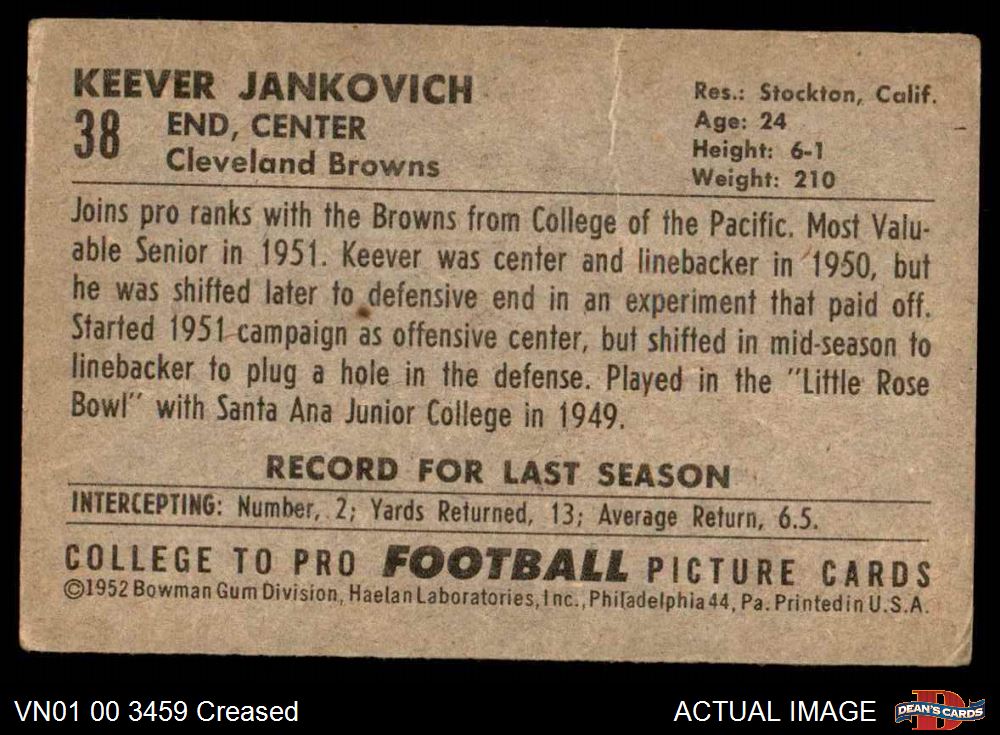 KEEVER JANKOVICH
38
END, CENTER
Cleveland Browns
Res.: Stockton, Calif.
Age: 24
Height: 6-1
Weight: 210
Joins pro ranks with the Browns from College of the Pacific. Most Valu-
able Senior in 1951. Keever was center and linebacker in 1950, but
he was shifted later to defensive end in an experiment that paid off.
Started 1951 campaign as offensive center, but shifted in mid-season to
linebacker to plug a hole in the defense. Played in the "Little Rose
Bowl" with Santa Ana Junior College in 1949.
RECORD FOR LAST SEASON
INTERCEPTING: Number, 2; Yards Returned, 13; Average Return, 6.5.
COLLEGE TO PRO FOOTBALL PICTURE CARDS
©1952 Bowman Gum Division, Haelan Laboratories, Inc., Philadelphia 44, Pa. Printed in U.S.A.
VN01 00 3459 Creased
ACTUAL IMAGE
DEAN'S CARDS